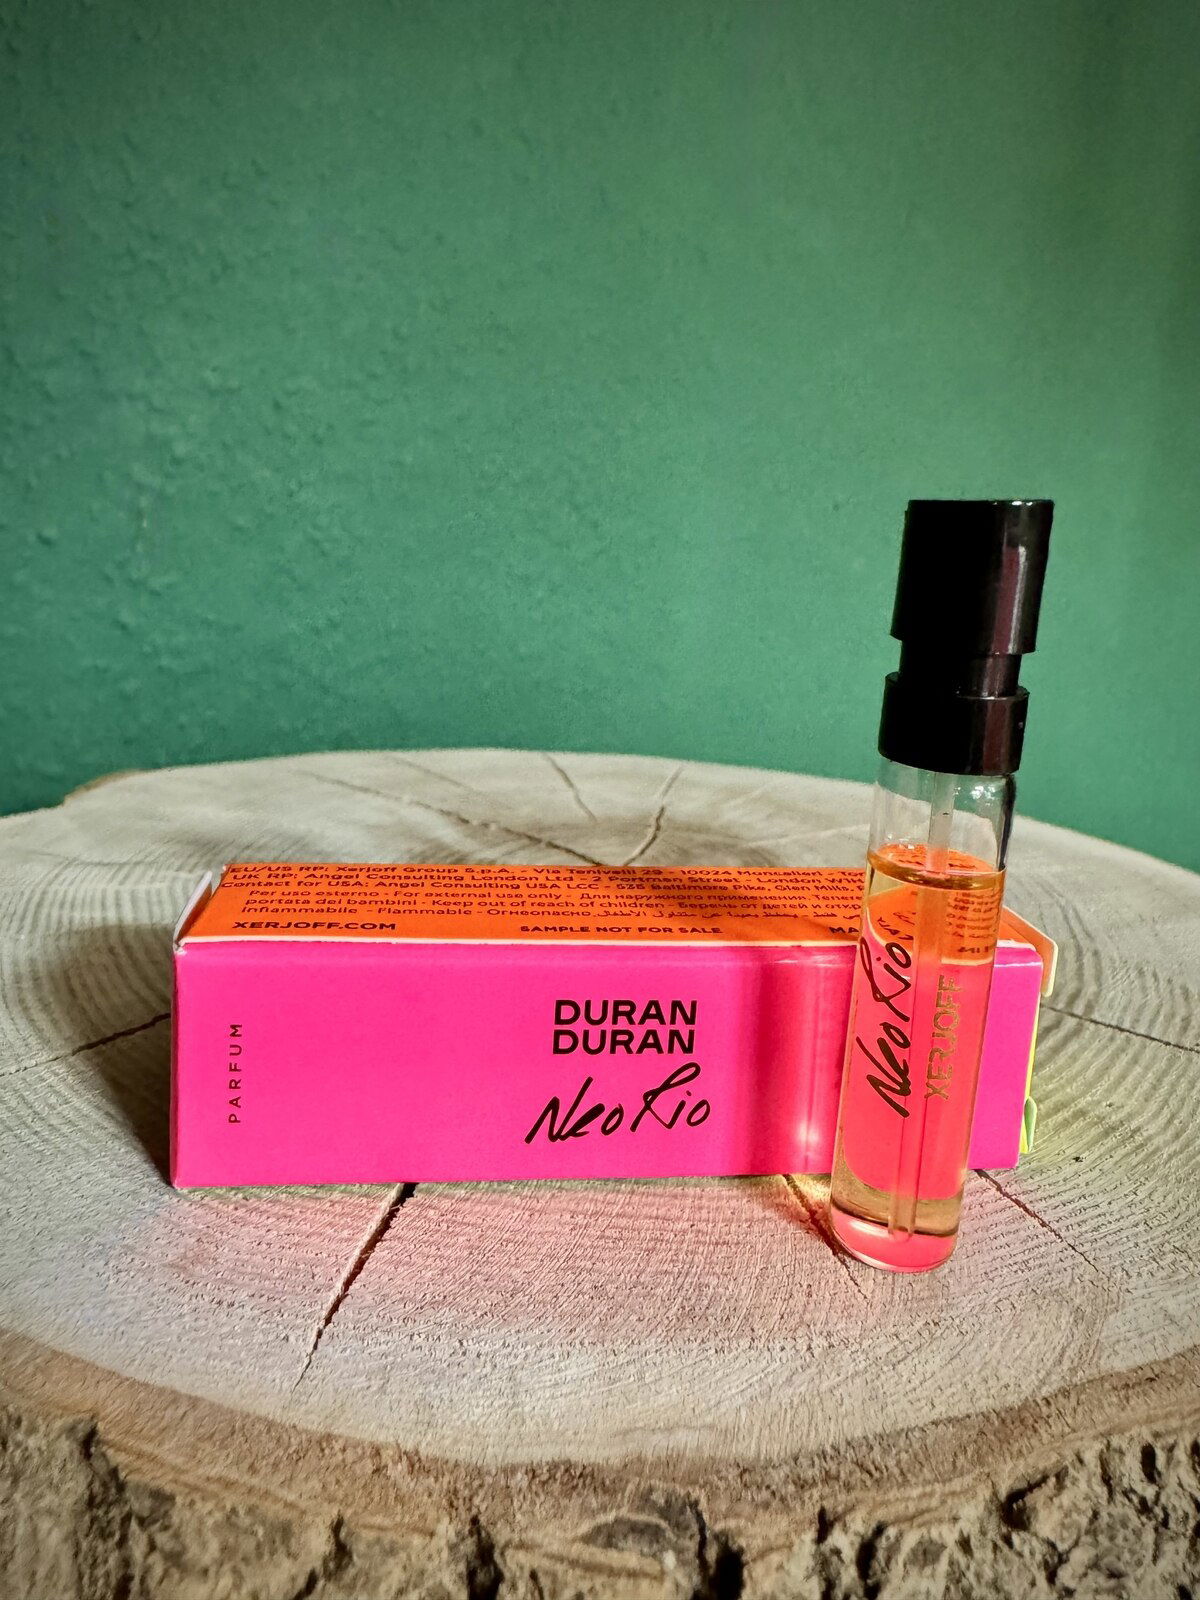 EU/US RP: Xerjoff Group S.p.A. - Via Tenivelli 29 - 10024 Moncalieri -
UK RP: Angel Consulting London Ltd - 2 Portman Street - London
Contact for USA: Angel Consulting USA LCC - 525 Baltimore Pike, Glen Mills,
Per uso esterno - For external use only - Для наружного применения.
portata dei bambini - Keep out of reach of children - Беречь от детей и
Infiammabile - Flammable - Огнеопасно.
XERJOFF.COM
SAMPLE NOT FOR SALE
PARFUM
DURAN
DURAN
Neo Rio
Neo Rio
XERJOFF